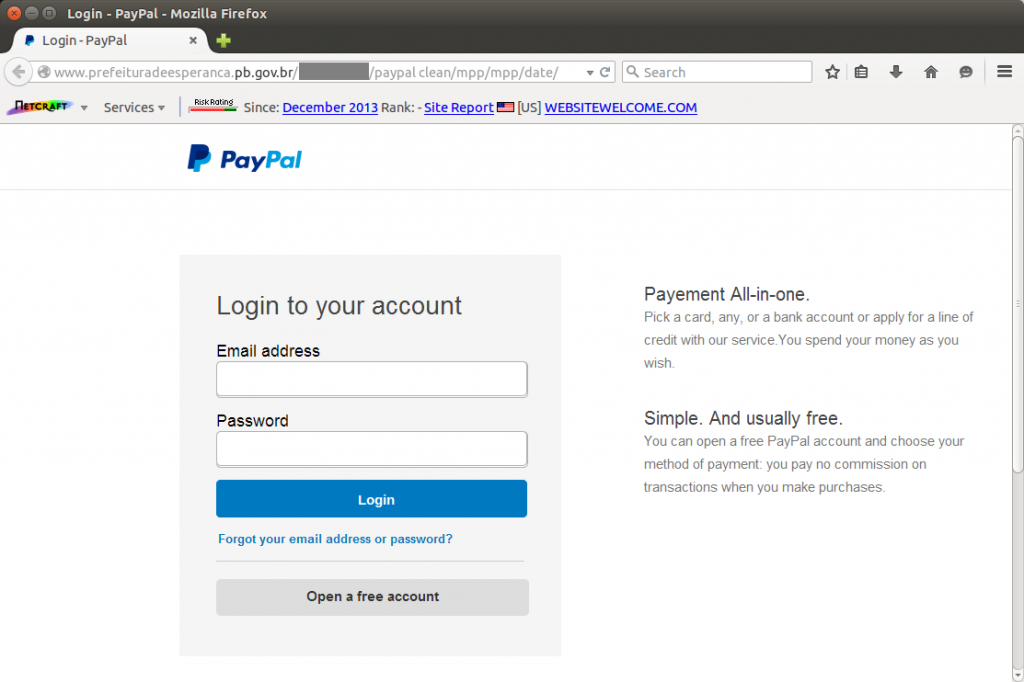 Login - PayPal - Mozilla Firefox
Login - PayPal
www.prefeituradeesperanca.pb.gov.br/ /paypal clean/mpp/mpp/date/
Search
NETCRAFT Services Risk Rating Since: December 2013 Rank: - Site Report [US] WEBSITEWELCOME.COM
PayPal
Login to your account
Email address
Password
Login
Forgot your email address or password?
Open a free account
Payement All-in-one.
Pick a card, any, or a bank account or apply for a line of
credit with our service.You spend your money as you
wish.
Simple. And usually free.
You can open a free PayPal account and choose your
method of payment: you pay no commission on
transactions when you make purchases.